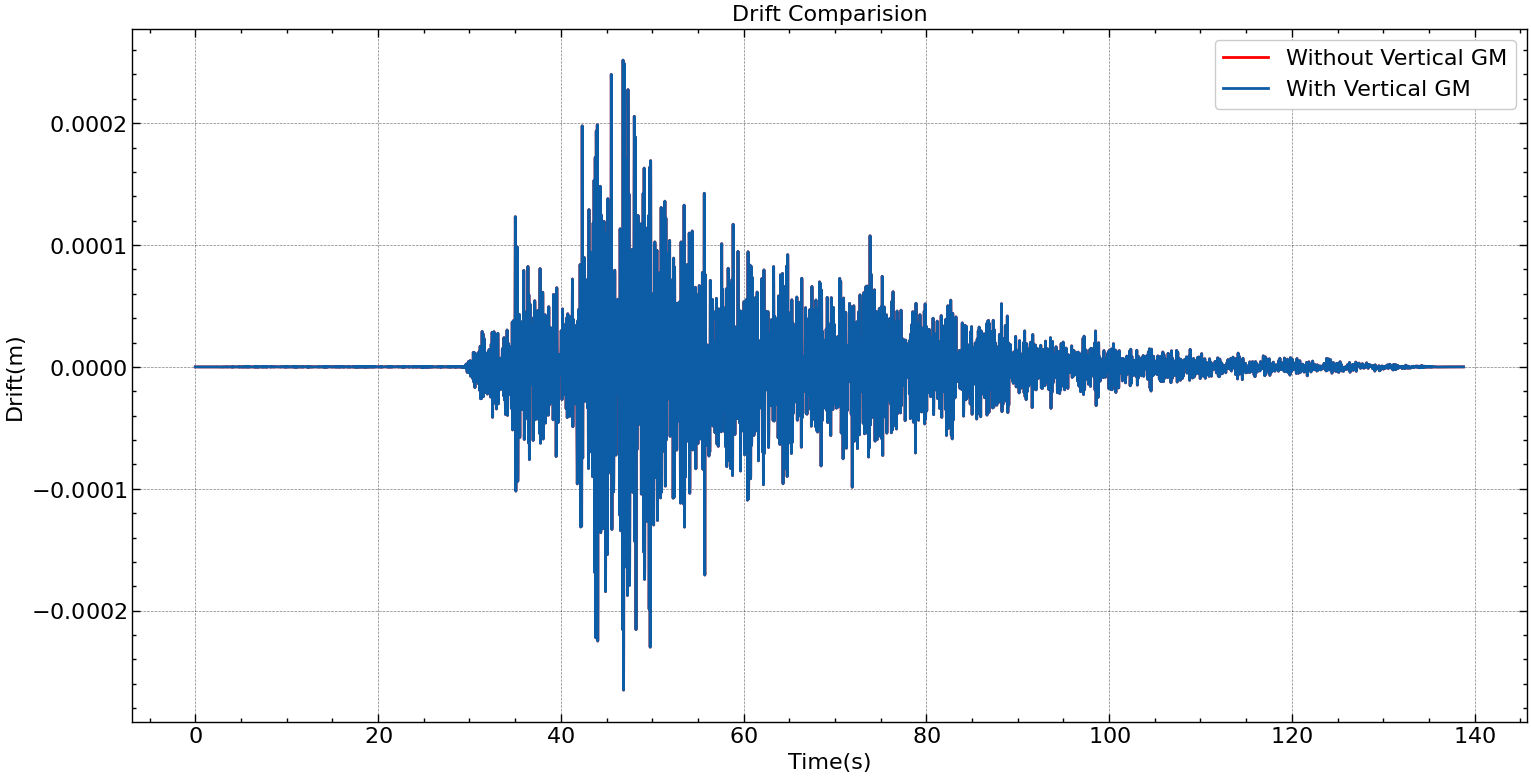 Drift Comparision
Without Vertical GM
With Vertical GM
Drift(m)
0.0002
0.0001
0.0000
−0.0001
−0.0002
0 20 40 60 80 100 120 140
Time(s)